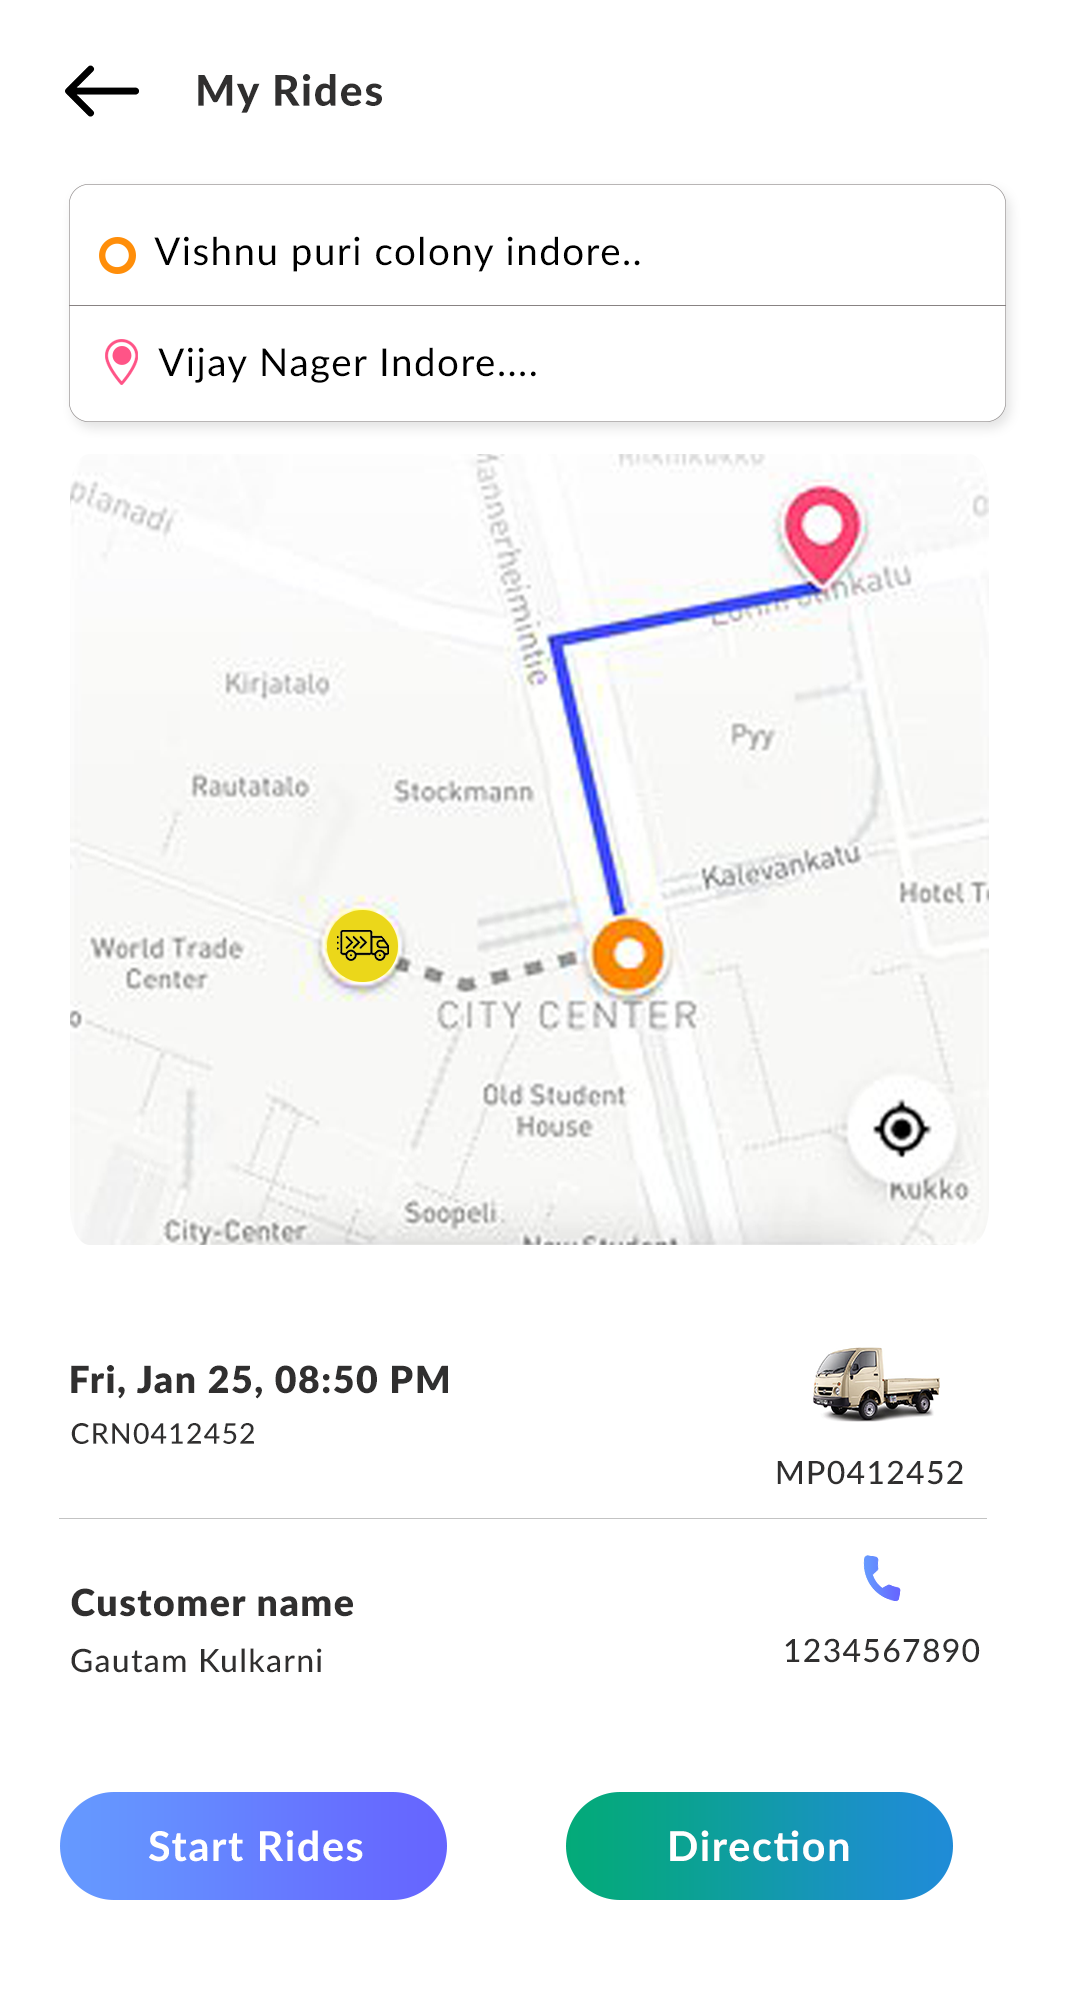 My Rides
Vishnu puri colony indore..
Vijay Nager Indore....
planadi
Mannerheimintie
Kirjatalo
Pyy
Rautatalo
Stockmann
Kalevankatu
Hotel T
World Trade
Center
CITY CENTER
Old Student
House
Kukko
Soopeli
City-Center
New Student
Fri, Jan 25, 08:50 PM
CRN0412452
MP0412452
Customer name
Gautam Kulkarni
1234567890
Start Rides
Direction